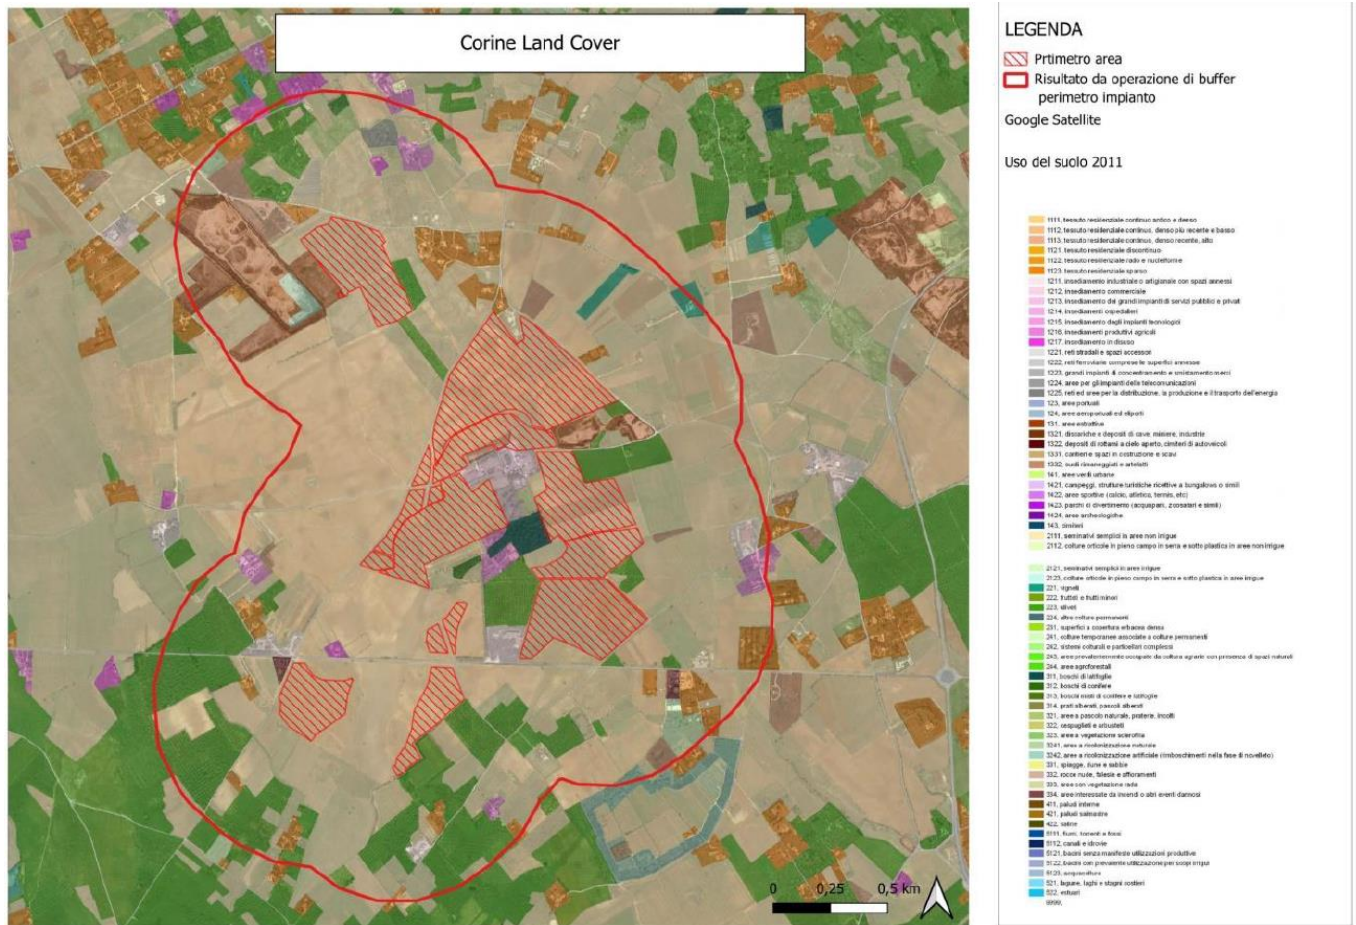 Corine Land Cover
0 0,25 0,5 km
LEGENDA
Prtimetro area
Risultato da operazione di buffer
perimetro impianto
Google Satellite
Uso del suolo 2011
1111, tessuto residenziale continuo antico e denso
1112, tessuto residenziale continuo, denso più recente e basso
1113, tessuto residenziale continuo, denso recente, alto
1121, tessuto residenziale discontinuo
1122, tessuto residenziale rado e nucleiforme
1123, tessuto residenziale sparso
1211, insediamento industriale o artigianale con spazi annessi
1212, insediamento commerciale
1213, insediamento dei grandi impianti di servizi pubblici e privati
1214, insediamenti ospedalieri
1215, insediamento degli impianti tecnologici
1216, insediamenti produttivi agricoli
1217, insediamento in disuso
1221, reti stradali e spazi accessori
1222, reti ferroviarie comprese le superfici annesse
1223, grandi impianti di concentramento e smistamento merci
1224, aree per gli impianti delle telecomunicazioni
1225, reti ed aree per la distribuzione, la produzione e il trasporto dell'energia
123, aree portuali
124, aree aeroportuali ed eliporti
131, aree estrattive
1321, discariche e depositi di cave, miniere, industrie
1322, depositi di rottami a cielo aperto, cimiteri di autoveicoli
1331, cantieri e spazi in costruzione e scavi
1332, suoli rimaneggiati e artefatti
141, aree verdi urbane
1421, campeggi, strutture turistiche ricettive a bungalows o simili
1422, aree sportive (calcio, atletica, tennis, etc)
1423, parchi di divertimento (acquapark, zoosafari e simili)
1424, aree archeologiche
143, cimiteri
2111, seminativi semplici in aree non irrigue
2112, colture orticole in pieno campo in serra e sotto plastica in aree non irrigue
2121, seminativi semplici in aree irrigue
2123, colture orticole in pieno campo in serra e sotto plastica in aree irrigue
221, vigneti
222, frutteti e frutti minori
223, uliveti
224, altre colture permanenti
231, superfici a copertura erbacea densa
241, colture temporanee associate a colture permanenti
242, sistemi colturali e particellari complessi
243, aree prevalentemente occupate da coltura agrarie con presenza di spazi naturali
244, aree agroforestali
311, boschi di latifoglie
312, boschi di conifere
313, boschi misti di conifere e latifoglie
314, prati alberati, pascoli alberati
321, aree a pascolo naturale, praterie, incolti
322, cespuglieti e arbusteti
323, aree a vegetazione sclerofilla
3241, aree a ricolonizzazione naturale
3242, aree a ricolonizzazione artificiale (rimboschimenti nella fase di novelleto)
331, spiagge, dune e sabbie
332, rocce nude, falesie e affioramenti
333, aree con vegetazione rada
334, aree interessate da incendi o altri eventi dannosi
411, paludi interne
421, paludi salmastre
422, saline
5111, fiumi, torrenti e fossi
5112, canali e idrovie
5121, bacini senza manifeste utilizzazioni produttive
5122, bacini con prevalente utilizzazione per scopi irrigui
5123, acquacolture
521, lagune, laghi e stagni costieri
522, estuari
9999,